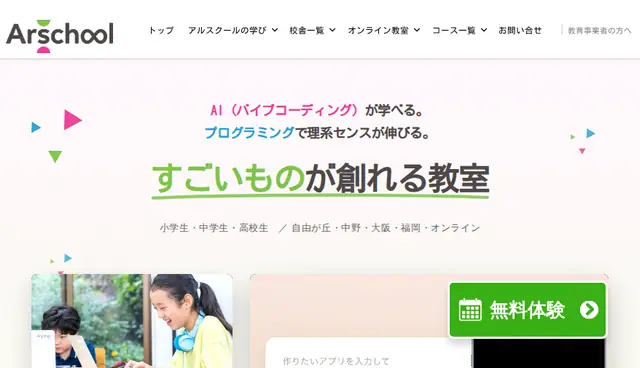 Arschool
トップ アルスクールの学び 校舎一覧 オンライン教室 コース一覧 お問い合せ 教育事業者の方へ
AI（バイブコーディング）が学べる。
プログラミングで理系センスが伸びる。
すごいものが創れる教室
小学生・中学生・高校生 ／ 自由が丘・中野・大阪・福岡・オンライン
無料体験
作りたいアプリを入力して